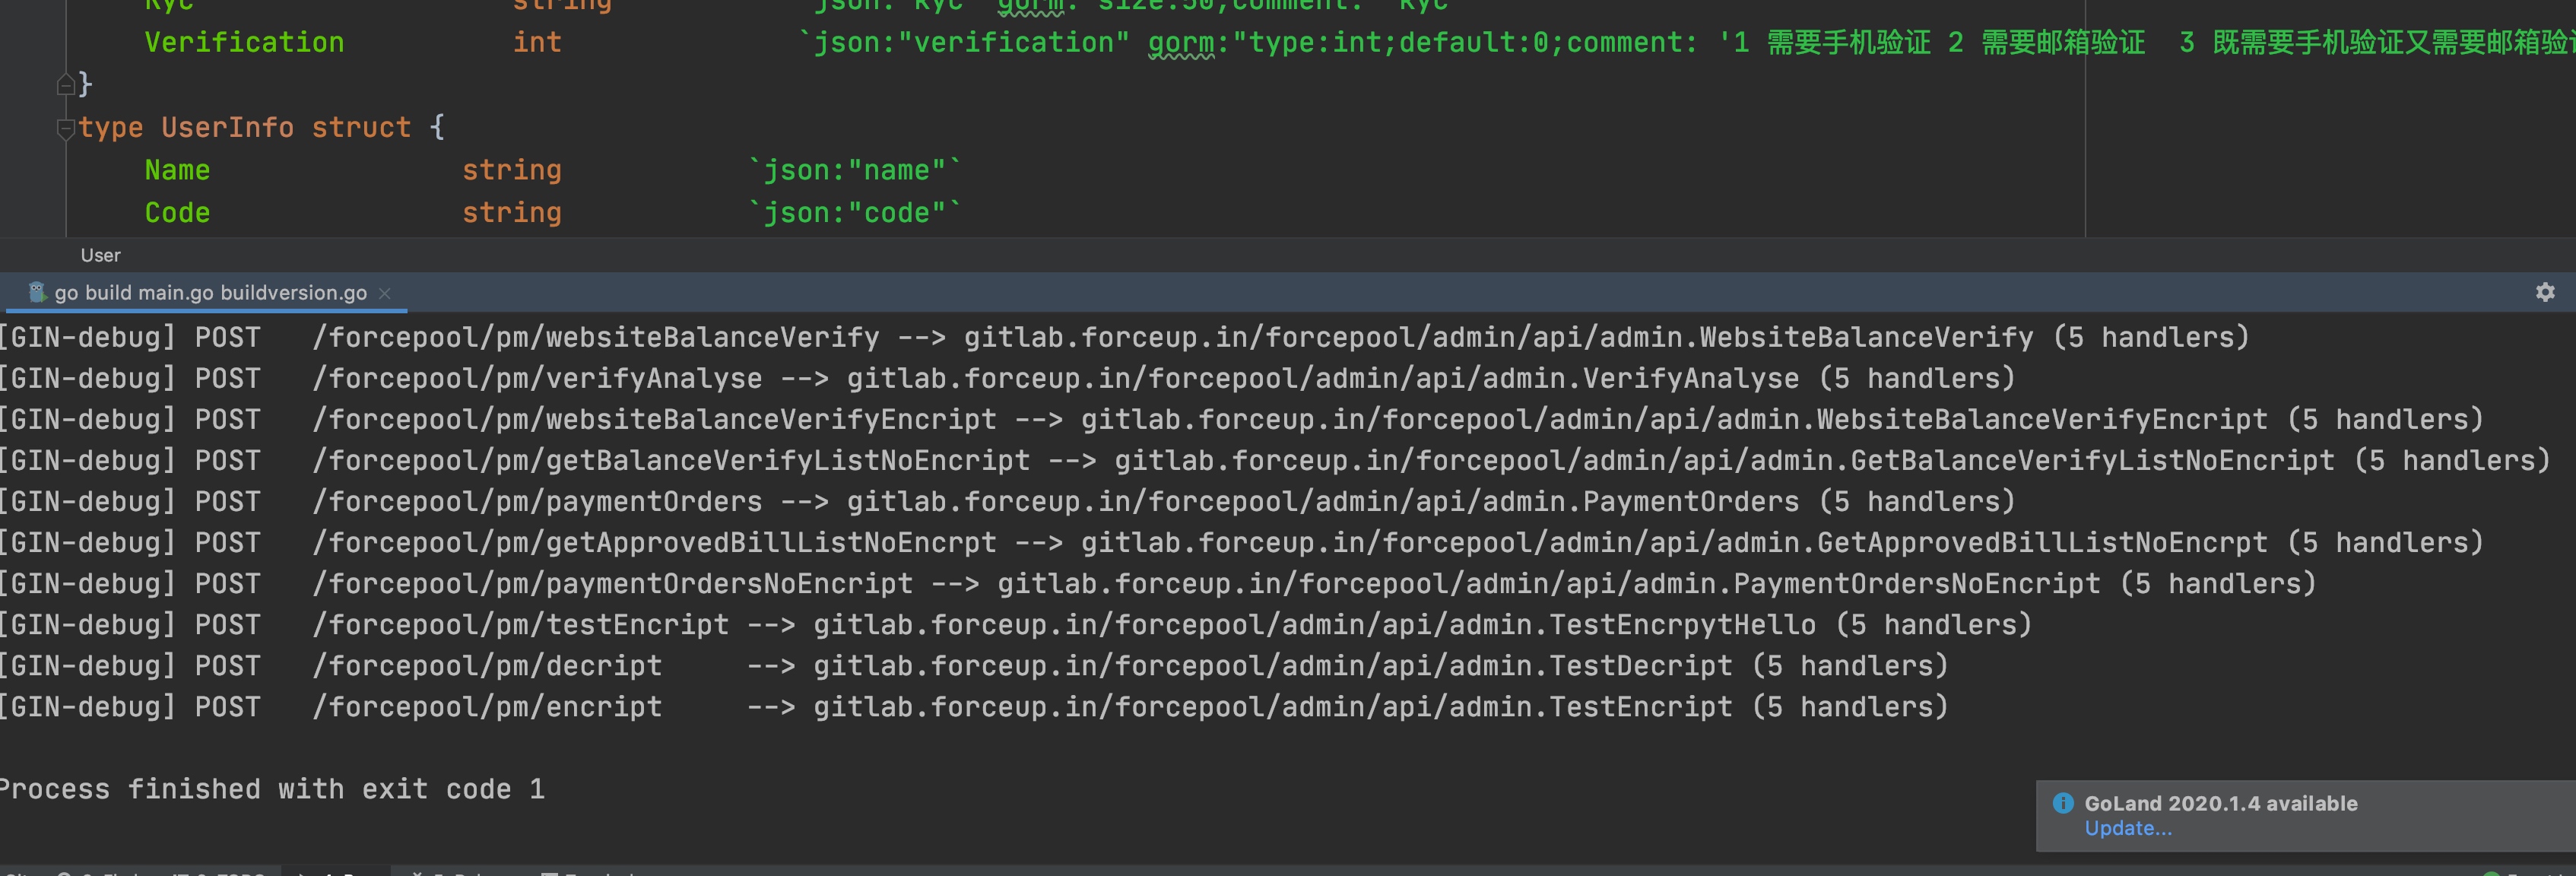 Kyc string `json:"kyc" gorm:"size:50;comment:
Verification int `json:"verification" gorm:"type:int;default:0;comment: '1 需要手机验证 2 需要邮箱验证 3 既需要手机验证又需要邮箱验
}
type UserInfo struct {
Name string `json:"name"`
Code string `json:"code"`
User
go build main.go buildversion.go
[GIN-debug] POST /forcepool/pm/websiteBalanceVerify --> gitlab.forceup.in/forcepool/admin/api/admin.WebsiteBalanceVerify (5 handlers)
[GIN-debug] POST /forcepool/pm/verifyAnalyse --> gitlab.forceup.in/forcepool/admin/api/admin.VerifyAnalyse (5 handlers)
[GIN-debug] POST /forcepool/pm/websiteBalanceVerifyEncript --> gitlab.forceup.in/forcepool/admin/api/admin.WebsiteBalanceVerifyEncript (5 handlers)
[GIN-debug] POST /forcepool/pm/getBalanceVerifyListNoEncript --> gitlab.forceup.in/forcepool/admin/api/admin.GetBalanceVerifyListNoEncript (5 handlers)
[GIN-debug] POST /forcepool/pm/paymentOrders --> gitlab.forceup.in/forcepool/admin/api/admin.PaymentOrders (5 handlers)
[GIN-debug] POST /forcepool/pm/getApprovedBillListNoEncrpt --> gitlab.forceup.in/forcepool/admin/api/admin.GetApprovedBillListNoEncrpt (5 handlers)
[GIN-debug] POST /forcepool/pm/paymentOrdersNoEncript --> gitlab.forceup.in/forcepool/admin/api/admin.PaymentOrdersNoEncript (5 handlers)
[GIN-debug] POST /forcepool/pm/testEncript --> gitlab.forceup.in/forcepool/admin/api/admin.TestEncrpytHello (5 handlers)
[GIN-debug] POST /forcepool/pm/decript --> gitlab.forceup.in/forcepool/admin/api/admin.TestDecript (5 handlers)
[GIN-debug] POST /forcepool/pm/encript --> gitlab.forceup.in/forcepool/admin/api/admin.TestEncript (5 handlers)
Process finished with exit code 1
GoLand 2020.1.4 available
Update...